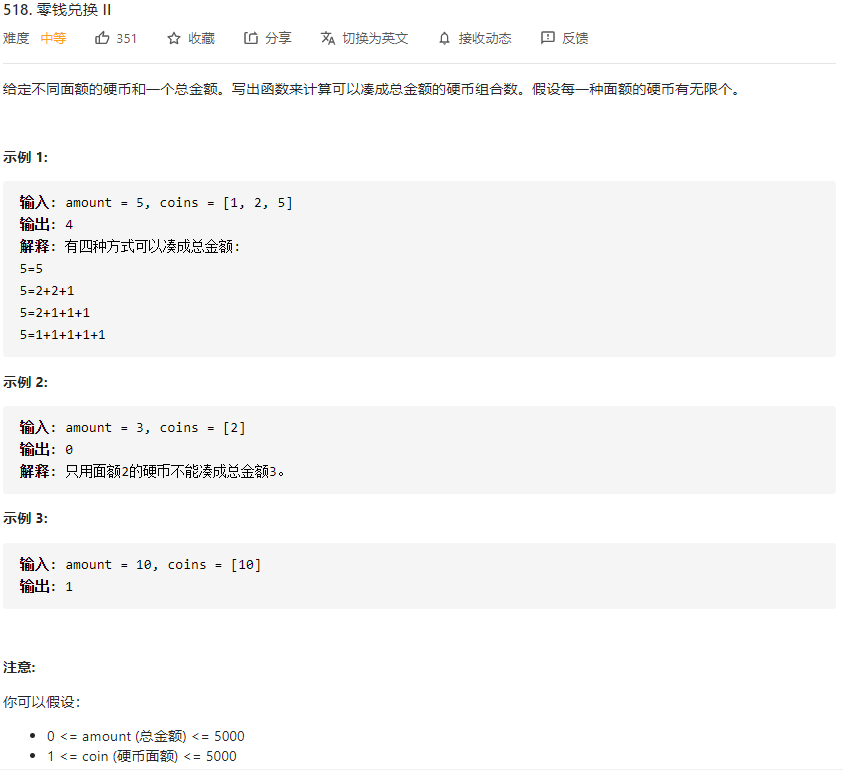 518. 零钱兑换 II
难度 中等 351 收藏 分享 切换为英文 接收动态 反馈
给定不同面额的硬币和一个总金额。写出函数来计算可以凑成总金额的硬币组合数。假设每一种面额的硬币有无限个。
示例 1:
输入: amount = 5, coins = [1, 2, 5]
输出: 4
解释: 有四种方式可以凑成总金额:
5=5
5=2+2+1
5=2+1+1+1
5=1+1+1+1+1
示例 2:
输入: amount = 3, coins = [2]
输出: 0
解释: 只用面额2的硬币不能凑成总金额3。
示例 3:
输入: amount = 10, coins = [10]
输出: 1
注意:
你可以假设:
0 <= amount (总金额) <= 5000
1 <= coin (硬币面额) <= 5000